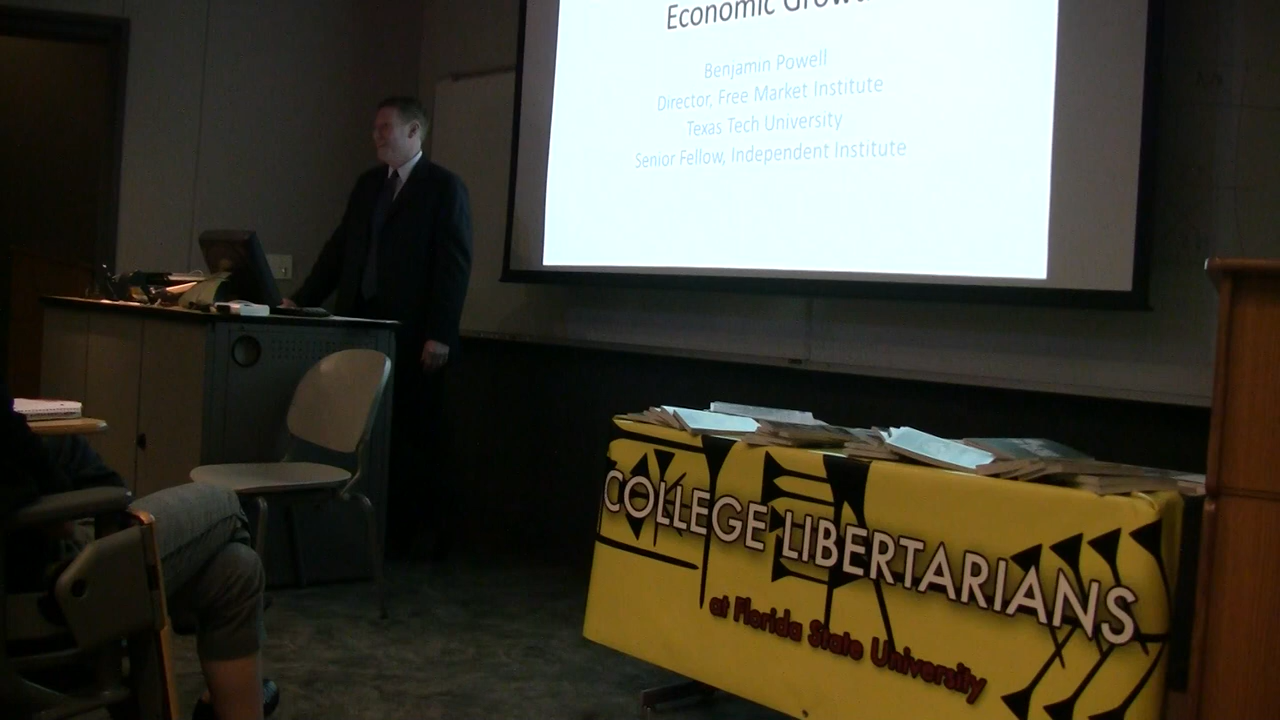 Economic Growth
Benjamin Powell
Director, Free Market Institute
Texas Tech University
Senior Fellow, Independent Institute
COLLEGE LIBERTARIANS
at Florida State University